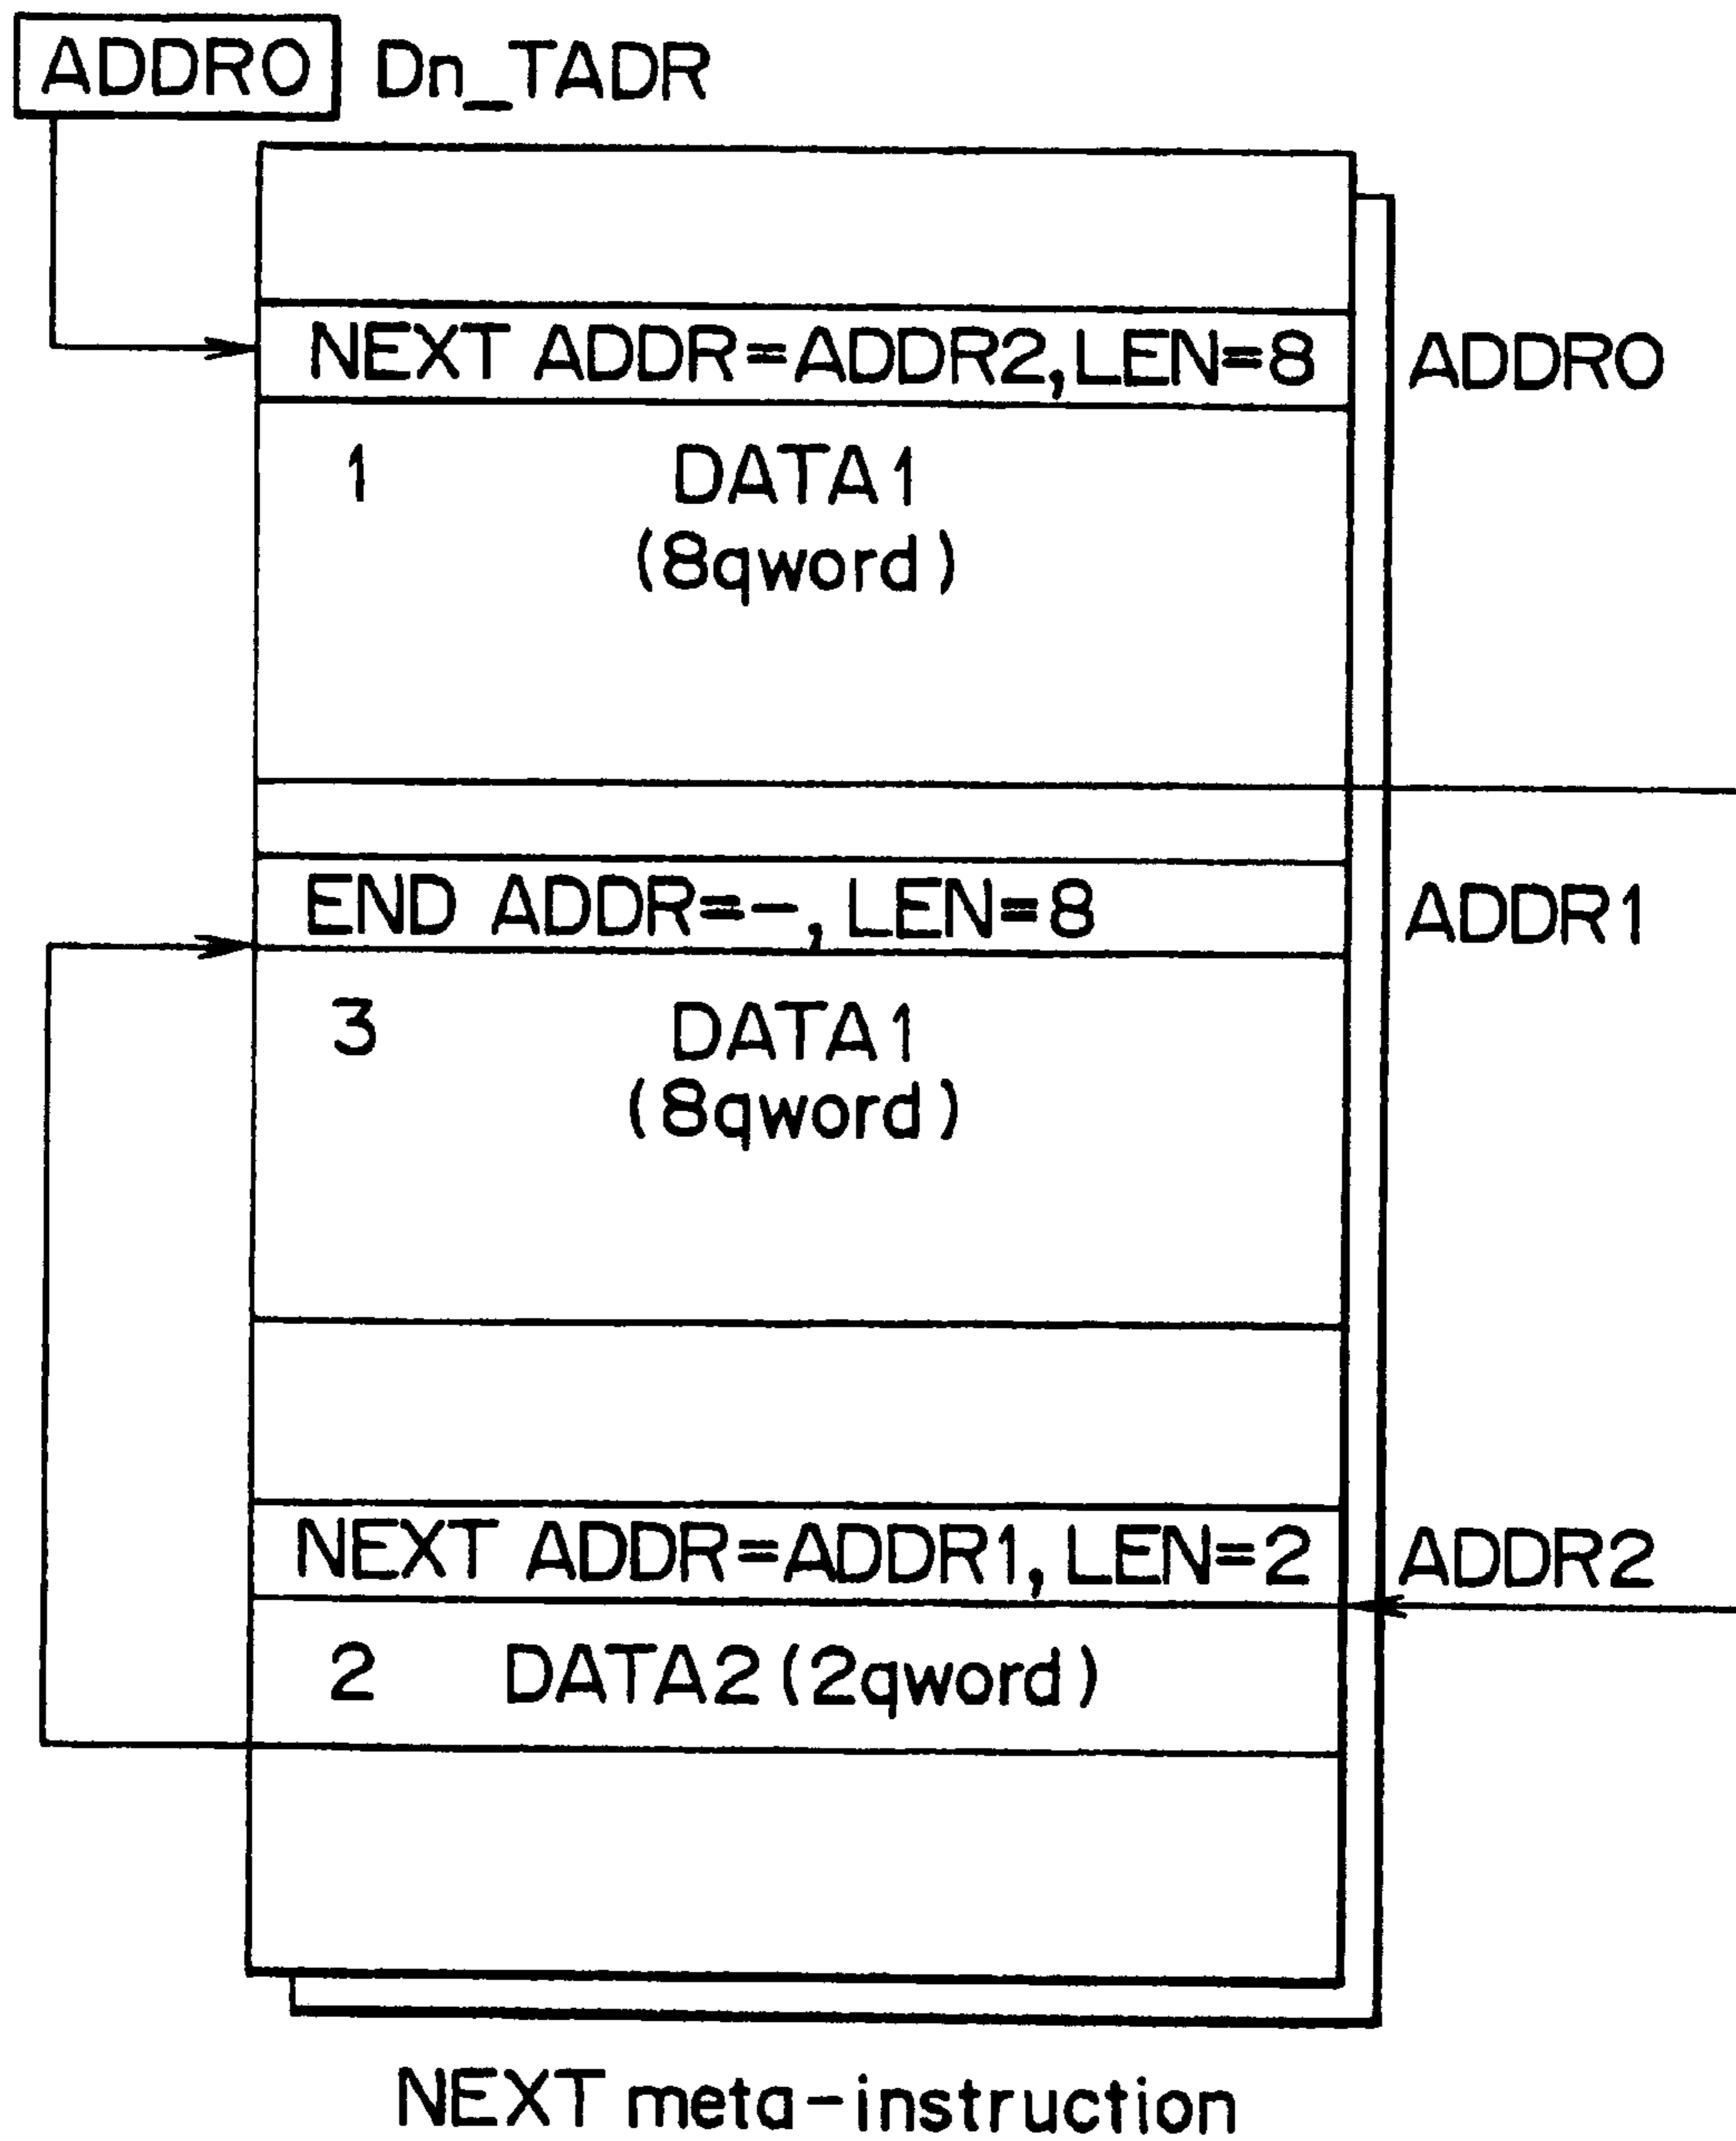 ADDR0 Dn_TADR
NEXT ADDR=ADDR2,LEN=8 ADDR0
1 DATA1
(8qword)
END ADDR=-,LEN=8 ADDR1
3 DATA1
(8qword)
NEXT ADDR=ADDR1,LEN=2 ADDR2
2 DATA2(2qword)
NEXT meta-instruction